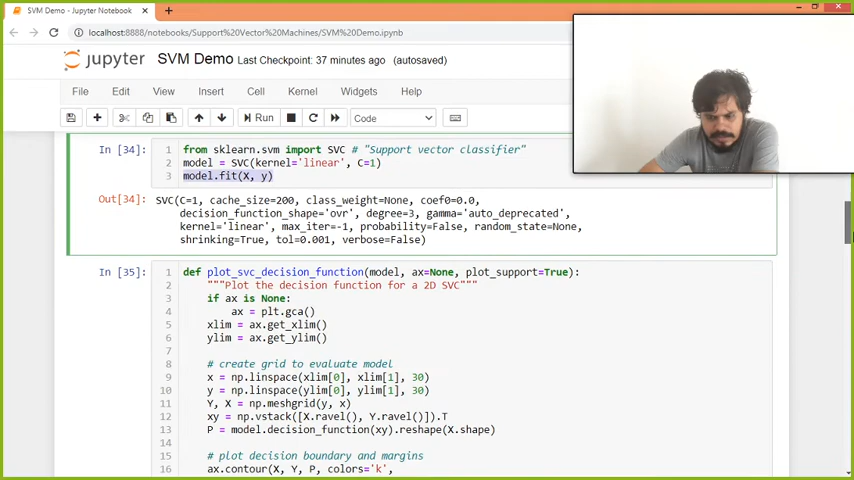 SVM Demo - Jupyter Notebook
localhost:8888/notebooks/Support%20Vector%20Machines/SVM%20Demo.ipynb
jupyter SVM Demo Last Checkpoint: 37 minutes ago (autosaved)
File Edit View Insert Cell Kernel Widgets Help
Run Code
In [34] 1 from sklearn.svm import SVC # "Support vector classifier"
2 model = SVC(kernel='linear', C=1)
3 model.fit(X, y)
Out[34]: SVC(C=1, cache_size=200, class_weight=None, coef0=0.0,
decision_function_shape='ovr', degree=3, gamma='auto_deprecated',
kernel='linear', max_iter=-1, probability=False, random_state=None,
shrinking=True, tol=0.001, verbose=False)
In [35]: 1 def plot_svc_decision_function(model, ax=None, plot_support=True):
2 """Plot the decision function for a 2D SVC"""
3 if ax is None:
4 ax = plt.gca()
5 xlim = ax.get_xlim()
6 ylim = ax.get_ylim()
7
8 # create grid to evaluate model
9 x = np.linspace(xlim[0], xlim[1], 30)
10 y = np.linspace(ylim[0], ylim[1], 30)
11 Y, X = np.meshgrid(y, x)
12 xy = np.vstack([X.ravel(), Y.ravel()]).T
13 P = model.decision_function(xy).reshape(X.shape)
14
15 # plot decision boundary and margins
16 ax.contour(X, Y, P, colors='k',